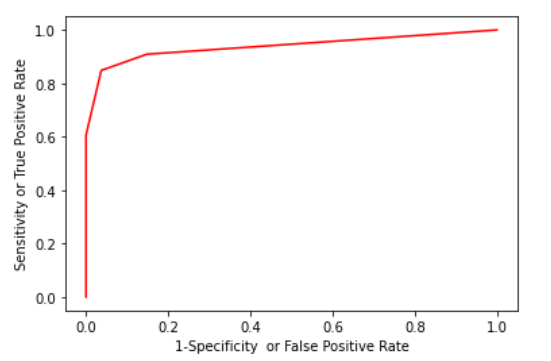 Sensitivity or True Positive Rate
1.0
0.8
0.6
0.4
0.2
0.0
0.0 0.2 0.4 0.6 0.8 1.0
1-Specificity  or False Positive Rate